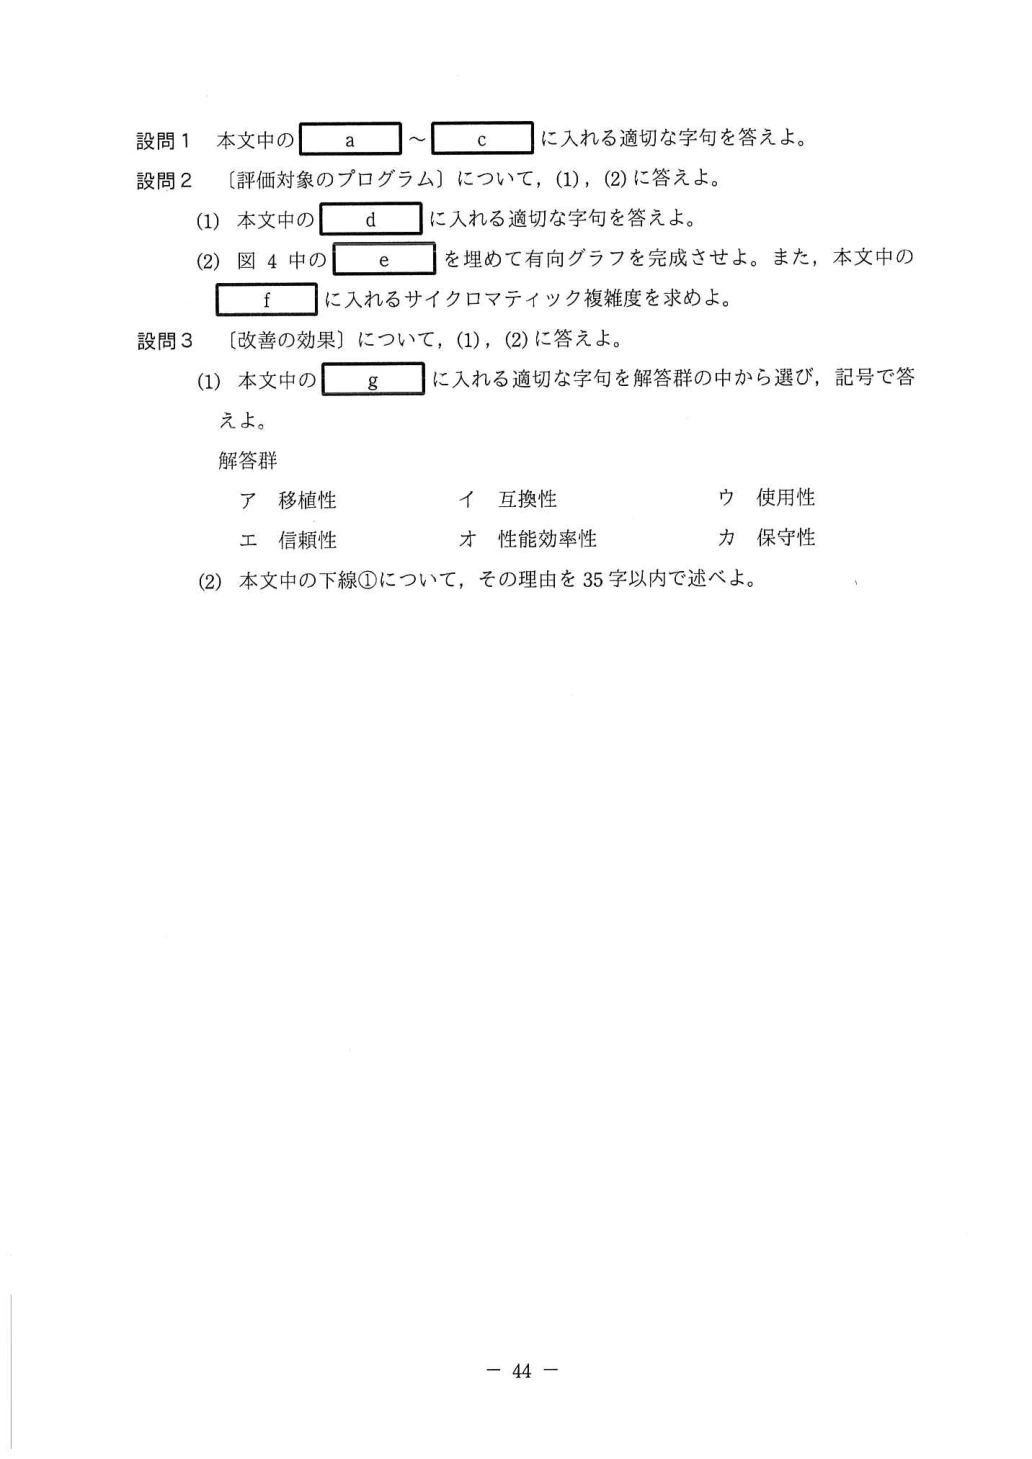 設問1　本文中の a ～ c に入れる適切な字句を答えよ。
設問2　〔評価対象のプログラム〕について，(1)，(2)に答えよ。
(1)　本文中の d に入れる適切な字句を答えよ。
(2)　図 4 中の e を埋めて有向グラフを完成させよ。また，本文中の
f に入れるサイクロマティック複雑度を求めよ。
設問3　〔改善の効果〕について，(1)，(2)に答えよ。
(1)　本文中の g に入れる適切な字句を解答群の中から選び，記号で答
えよ。
解答群
ア　移植性　イ　互換性　ウ　使用性
エ　信頼性　オ　性能効率性　カ　保守性
(2)　本文中の下線①について，その理由を 35 字以内で述べよ。
－ 44 －